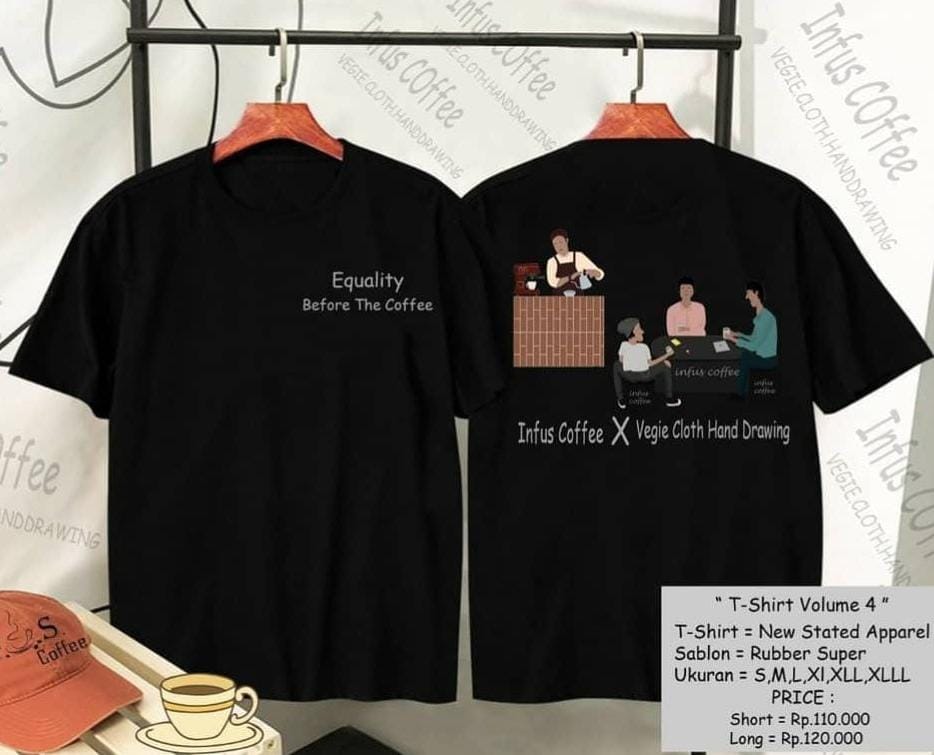 Infus COffee
VEGIE.CLOTH.HANDDRAWING
Infus COffee
VEGIE.CLOTH.HANDDRAWING
Infus COffee
VEGIE.CLOTH.HANDDRAWING
Equality
Before The Coffee
infus coffee
infus
coffee
infus
coffee
Infus Coffee X Vegie Cloth Hand Drawing
ffee
NDDRAWING
Infus CO
VEGIE.CLOTH.HAND
S.
Coffee
" T-Shirt Volume 4 "
T-Shirt = New Stated Apparel
Sablon = Rubber Super
Ukuran = S,M,L,Xl,XLL,XLLL
PRICE :
Short = Rp.110.000
Long = Rp.120.000